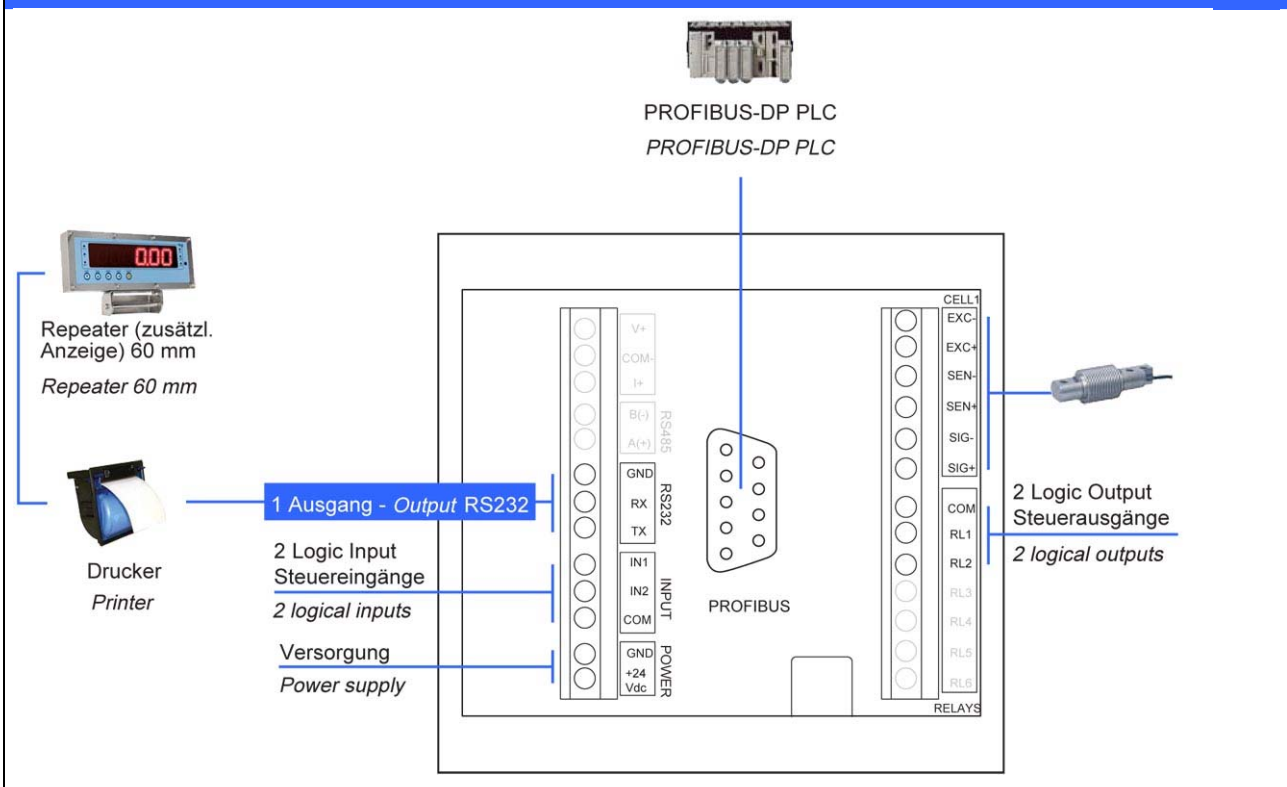 PROFIBUS-DP PLC
PROFIBUS-DP PLC
0.00
Repeater (zusätzl.
Anzeige) 60 mm
Repeater 60 mm
Drucker
Printer
1 Ausgang - Output RS232
2 Logic Input
Steuereingänge
2 logical inputs
Versorgung
Power supply
V+
COM-
I+
B(-)
A(+)
RS485
GND
RX
TX
RS232
IN1
IN2
COM
INPUT
GND
+24
Vdc
POWER
PROFIBUS
CELL1
EXC-
EXC+
SEN-
SEN+
SIG-
SIG+
COM
RL1
RL2
RL3
RL4
RL5
RL6
RELAYS
2 Logic Output
Steuerausgänge
2 logical outputs